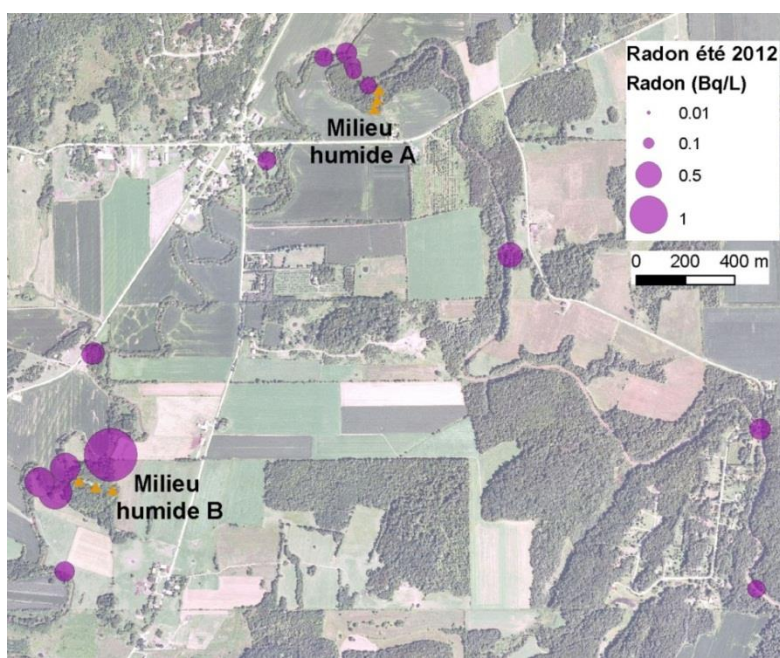 Radon été 2012
Radon (Bq/L)
0.01
0.1
0.5
1
0 200 400 m
Milieu
humide A
Milieu
humide B